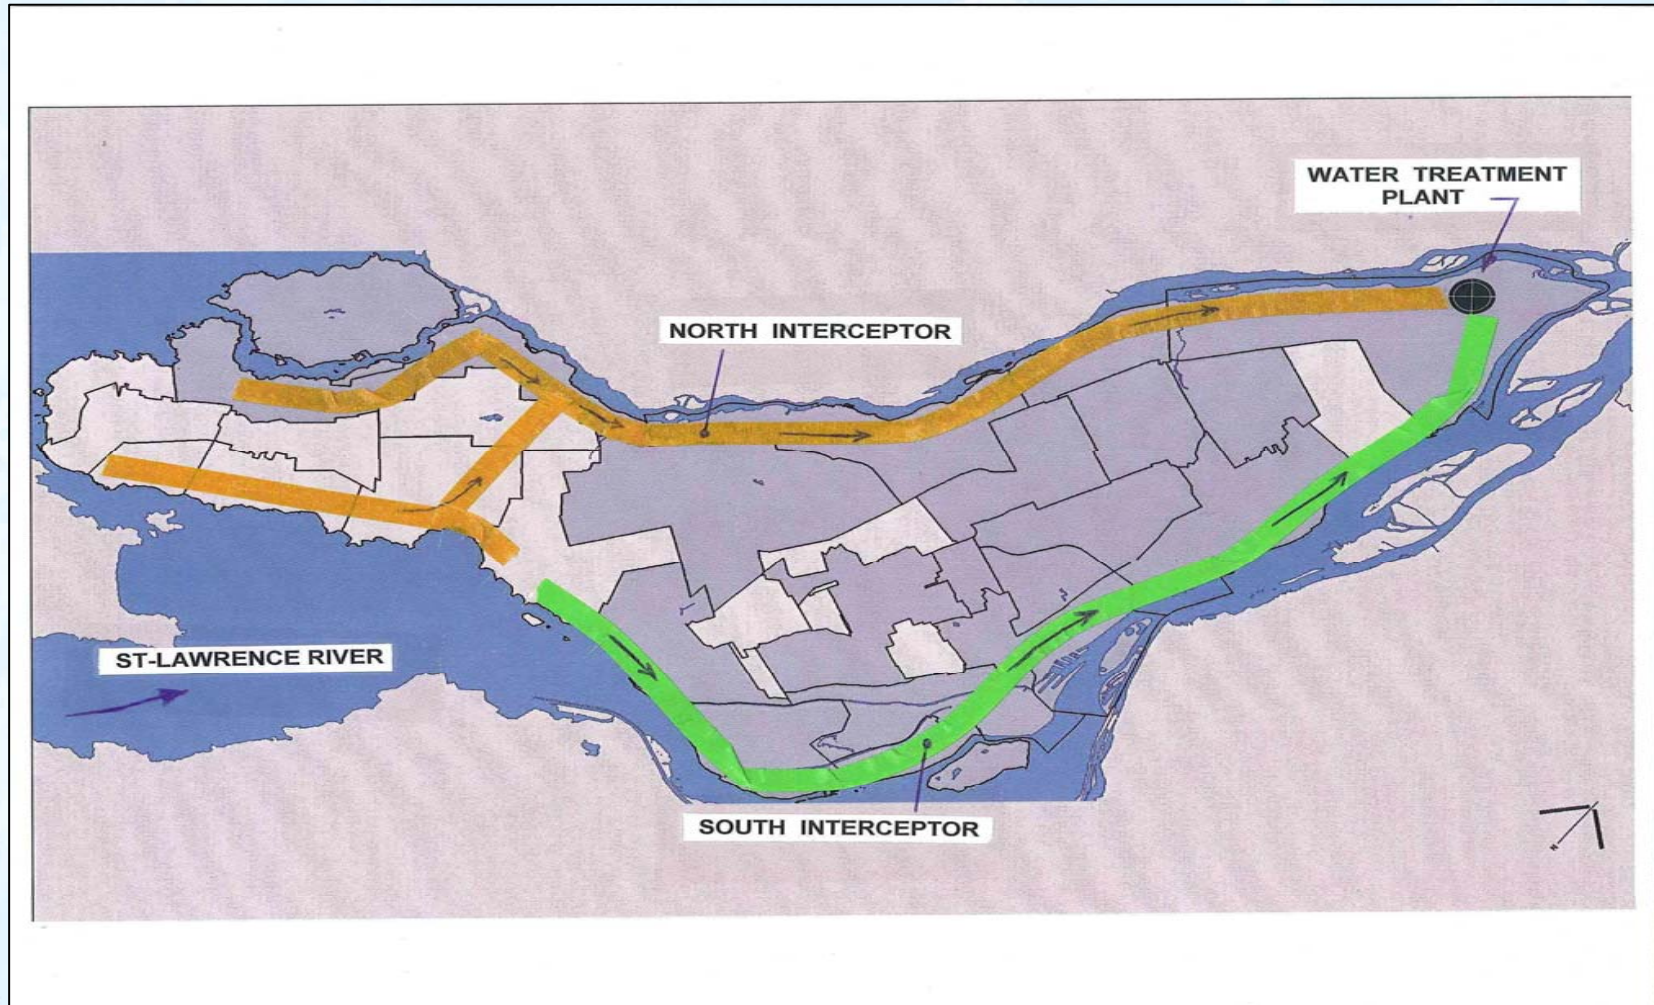 WATER TREATMENT
PLANT
NORTH INTERCEPTOR
ST-LAWRENCE RIVER
SOUTH INTERCEPTOR
N